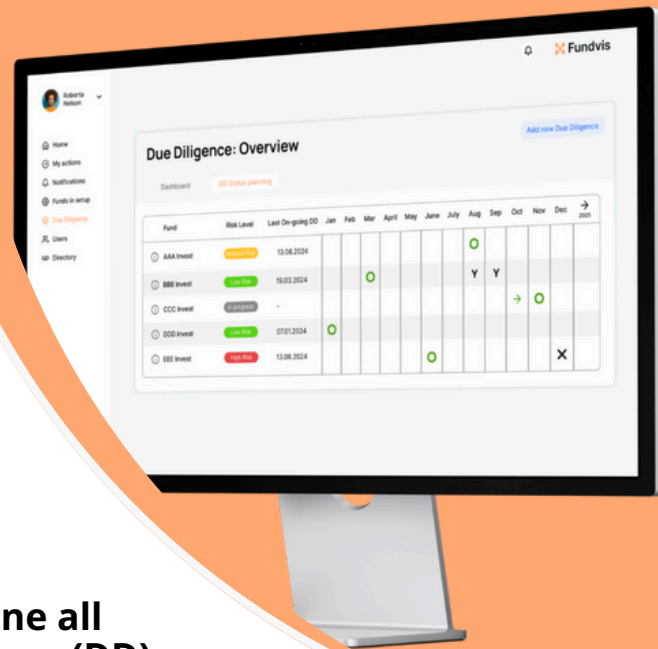 Roberta
Nelson
Fundvis
Home
My actions
Notifications
Funds in setup
Due Diligence
Users
Directory
Due Diligence: Overview
Add new Due Diligence
Dashboard
DD Status planning
Fund Risk Level Last On-going DD Jan Feb Mar April May June July Aug Sep Oct Nov Dec → 2025
AAA Invest Medium Risk 13.08.2024 O
BBB Invest Low Risk 19.03.2024 O Y Y
CCC Invest In progress - → O
DDD Invest Low Risk 07.01.2024 O
EEE Invest High Risk 13.06.2024 O X
ne all
(DD)